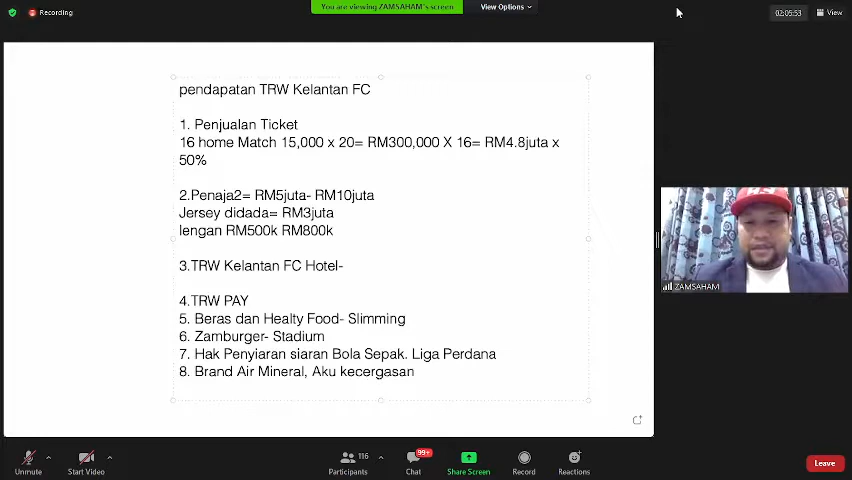 Recording
You are viewing ZAMSAHAM's screen
View Options
02:05:53
View
pendapatan TRW Kelantan FC
1. Penjualan Ticket
16 home Match 15,000 x 20= RM300,000 X 16= RM4.8juta x
50%
2.Penaja2= RM5juta- RM10juta
Jersey didada= RM3juta
lengan RM500k RM800k
3.TRW Kelantan FC Hotel-
4.TRW PAY
5. Beras dan Healty Food- Slimming
6. Zamburger- Stadium
7. Hak Penyiaran siaran Bola Sepak. Liga Perdana
8. Brand Air Mineral, Aku kecergasan
ZAMSAHAM
Unmute
Start Video
116
Participants
99+
Chat
Share Screen
Record
Reactions
Leave